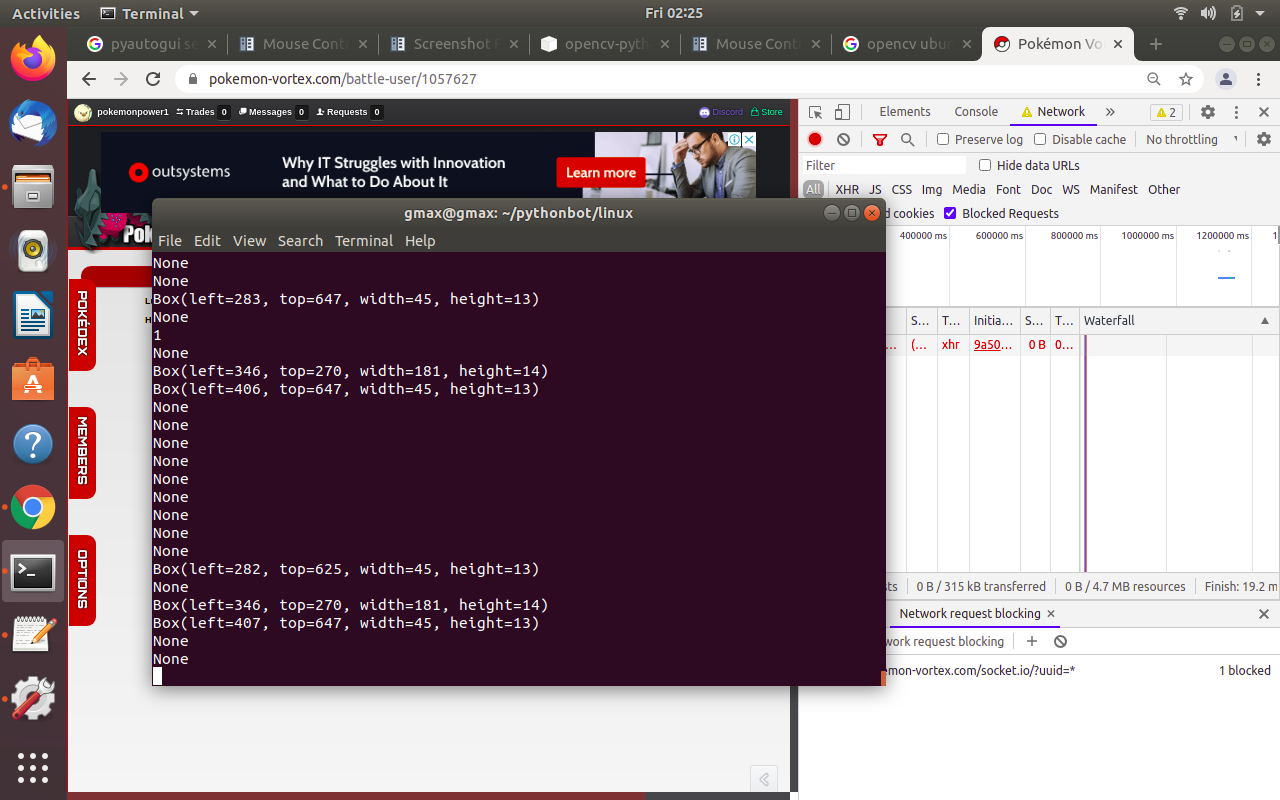 Activities Terminal Fri 02:25
pyautogui se Mouse Cont Screenshot F opencv-pyth Mouse Cont opencv ubun Pokémon Vo
pokemon-vortex.com/battle-user/1057627
pokemonpower1 Trades 0 Messages 0 Requests 0 Discord Store
outsystems
Why IT Struggles with Innovation
and What to Do About It
Learn more
POKÉDEX
MEMBERS
OPTIONS
gmax@gmax: ~/pythonbot/linux
File Edit View Search Terminal Help
None
None
Box(left=283, top=647, width=45, height=13)
None
1
None
Box(left=346, top=270, width=181, height=14)
Box(left=406, top=647, width=45, height=13)
None
None
None
None
None
None
None
None
None
Box(left=282, top=625, width=45, height=13)
None
Box(left=346, top=270, width=181, height=14)
Box(left=407, top=647, width=45, height=13)
None
None
Elements Console Network 2
Preserve log Disable cache No throttling
Filter Hide data URLs
All XHR JS CSS Img Media Font Doc WS Manifest Other
d cookies Blocked Requests
400000 ms 600000 ms 800000 ms 1000000 ms 1200000 ms 1
S... T... Initia... S... T... Waterfall
... (... xhr 9a50... 0 B 0...
sts 0 B / 315 kB transferred 0 B / 4.7 MB resources Finish: 19.2 m
Network request blocking
work request blocking
mon-vortex.com/socket.io/?uuid=* 1 blocked